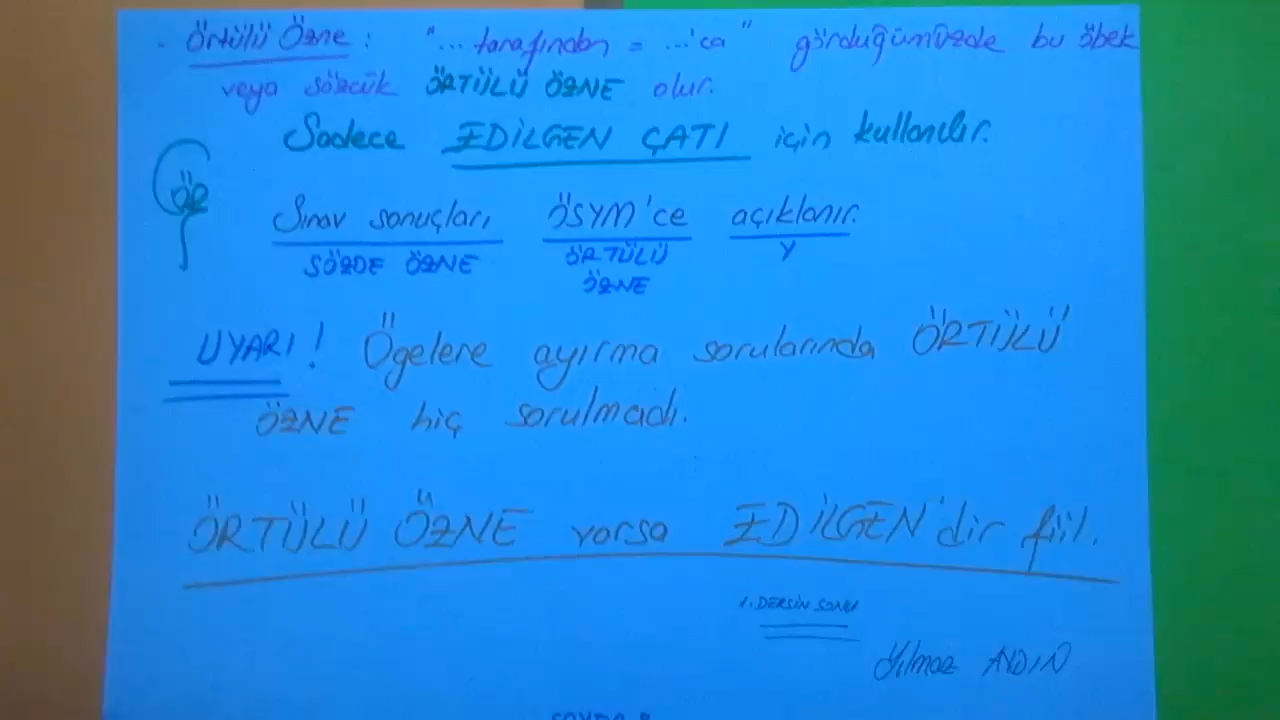 . Örtülü Özne : "... tarafından = ...'ca" gördüğümüzde bu öbek
veya sözcük ÖRTÜLÜ ÖZNE olur.
Sadece EDİLGEN ÇATI için kullanılır.
ÖR
Sınav sonuçları ÖSYM'ce açıklanır.
SÖZDE ÖZNE ÖRTÜLÜ Y
ÖZNE
UYARI! Ögelere ayırma sorularında ÖRTÜLÜ
ÖZNE hiç sorulmadı.
ÖRTÜLÜ ÖZNE varsa EDİLGEN'dir fiil.
1. DERSİN SONU
Yılmaz AYDIN